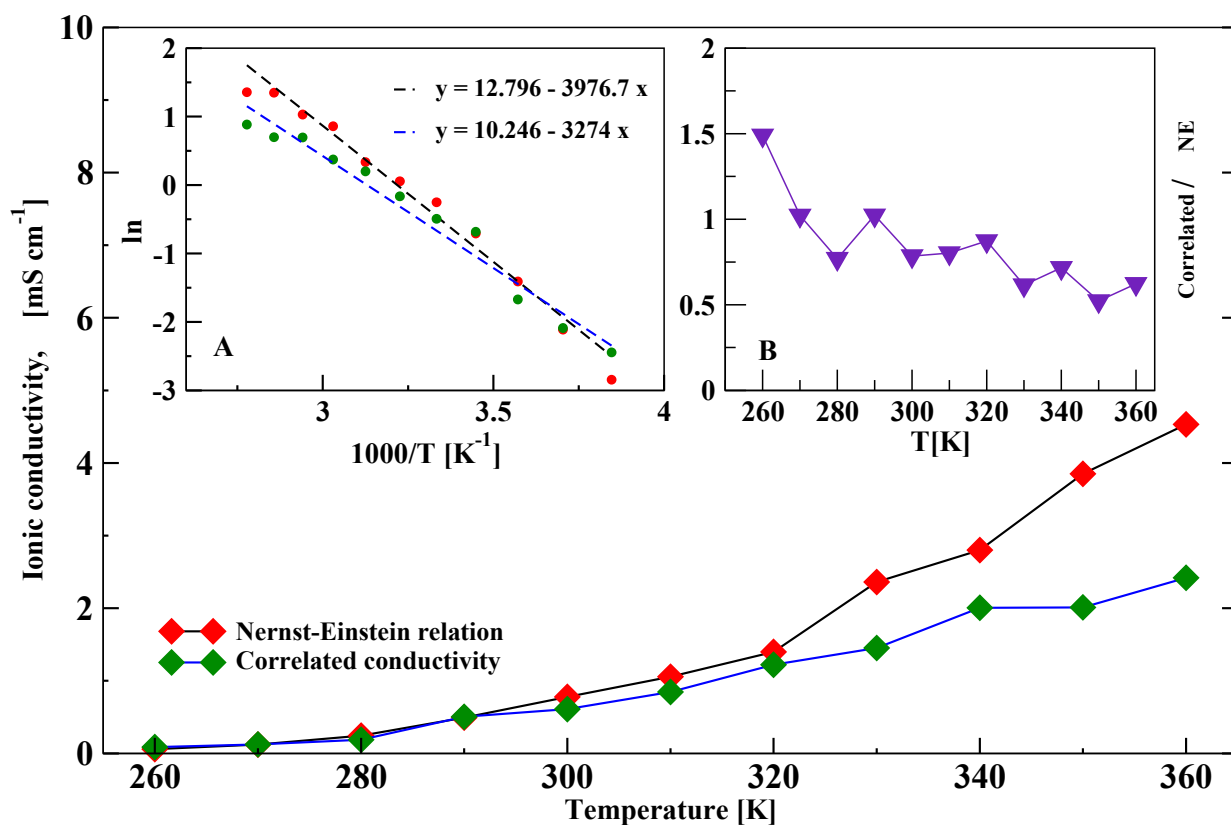 10
8
6
4
2
0
Ionic conductivity, [mS cm-1]
260
280
300
320
340
360
Temperature [K]
Nernst-Einstein relation
Correlated conductivity
2
1
0
-1
-2
-3
ln
3
3.5
4
1000/T [K-1]
y = 12.796 - 3976.7 x
y = 10.246 - 3274 x
A
2
1.5
1
0.5
0
260
280
300
320
340
360
T[K]
B
Correlated / NE